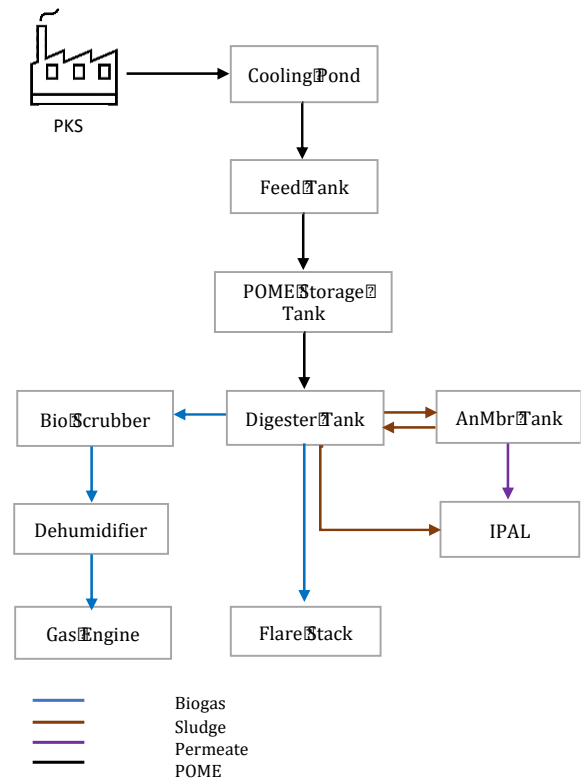 Cooling Pond
PKS
Feed Tank
POME Storage
Tank
Bio Scrubber
Digester Tank
AnMbr Tank
Dehumidifier
IPAL
Gas Engine
Flare Stack
Biogas
Sludge
Permeate
POME